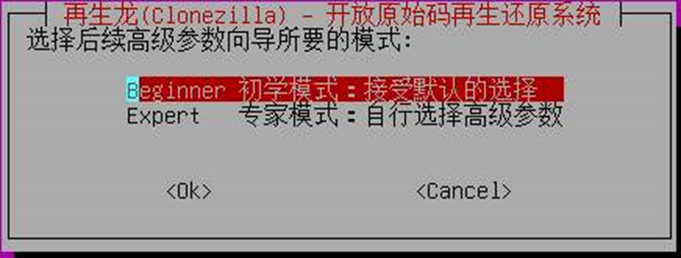 再生龙(Clonezilla) - 开放原始码再生还原系统
选择后续高级参数向导所要的模式:
Beginner 初学模式：接受默认的选择
Expert 专家模式：自行选择高级参数
<Ok> <Cancel>